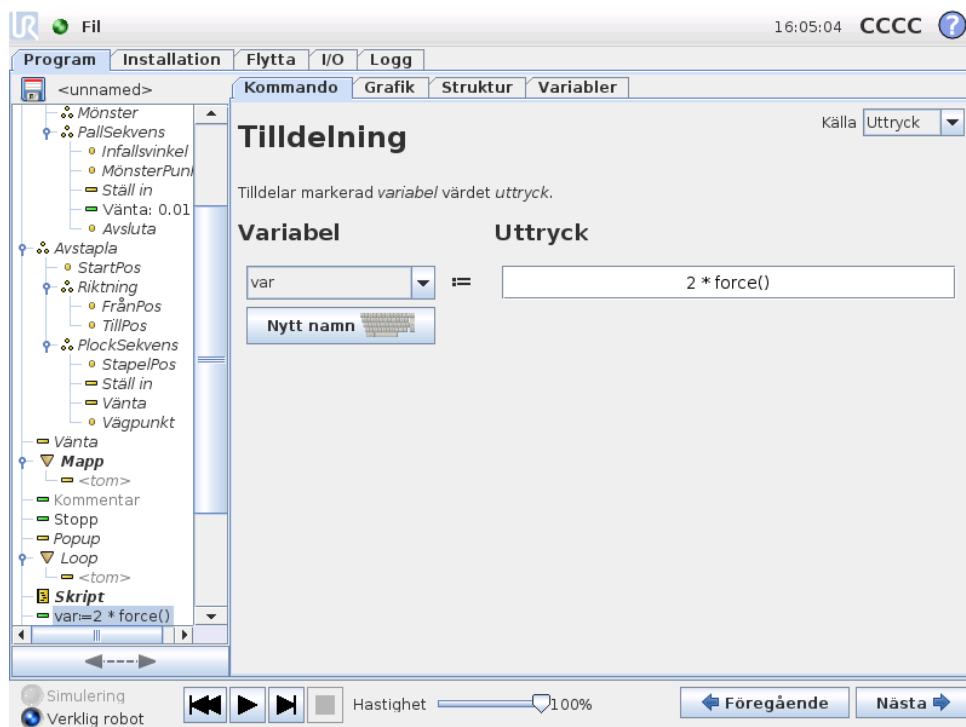 UR Fil 16:05:04 CCCC ?
Program Installation Flytta I/O Logg
<unnamed>
Kommando Grafik Struktur Variabler
Mönster
PallSekvens
Infallsvinkel
MönsterPun
Ställ in
Vänta: 0.01
Avsluta
Avstapla
StartPos
Riktning
FrånPos
TillPos
PlockSekvens
StapelPos
Ställ in
Vänta
Vägpunkt
Vänta
Mapp
<tom>
Kommentar
Stopp
Popup
Loop
<tom>
Skript
var:=2 * force()
Tilldelning
Källa Uttryck
Tilldelar markerad variabel värdet uttryck.
Variabel Uttryck
var := 2 * force()
Nytt namn
Simulering
Verklig robot
Hastighet 100%
Föregående Nästa